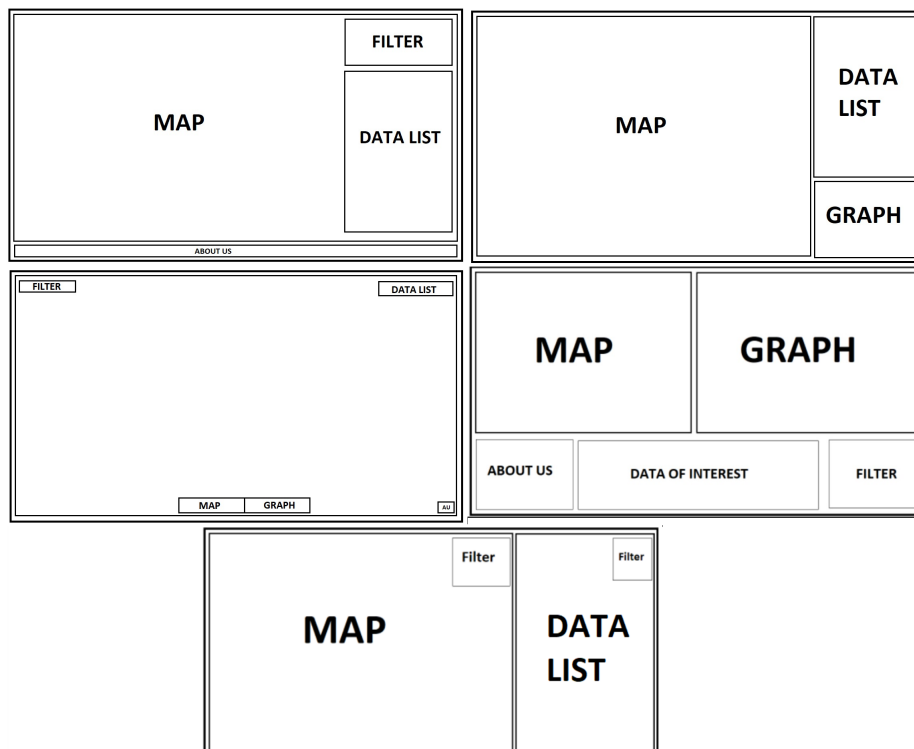 FILTER
MAP
DATA LIST
ABOUT US
MAP
DATA
LIST
GRAPH
FILTER
DATA LIST
MAP
GRAPH
AU
MAP
GRAPH
ABOUT US
DATA OF INTEREST
FILTER
Filter
MAP
Filter
DATA
LIST